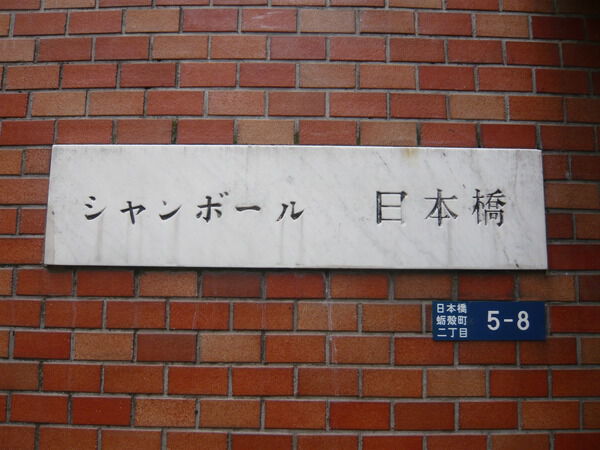 シャンボール 日本橋
日本橋
蛎殻町
二丁目
5-8